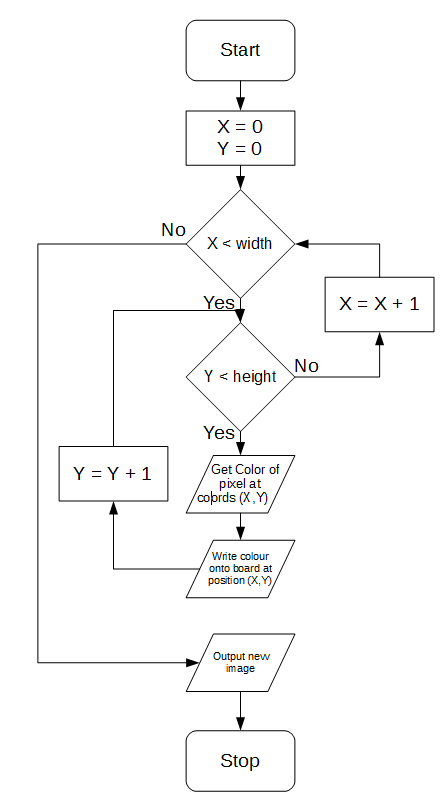 Start
X = 0
Y = 0
No
X < width
Yes
X = X + 1
Y < height
No
Yes
Get Color of
pixel at
coords (X ,Y)
Y = Y + 1
Write colour
onto board at
position (X,Y)
Output new
image
Stop